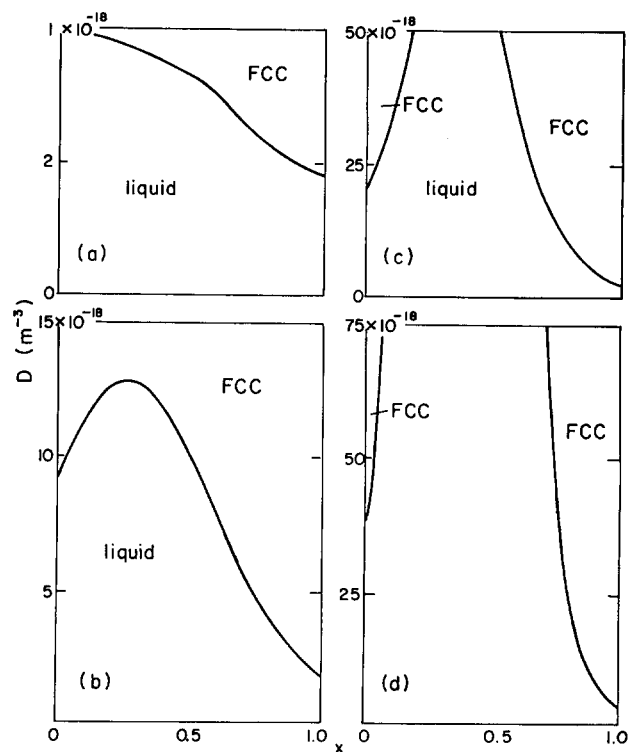 1 ×10⁻¹⁸
FCC
2
liquid
(a)
0
50×10⁻¹⁸
FCC
FCC
25
liquid
(c)
0
D (m⁻³)
15×10⁻¹⁸
FCC
10
liquid
5
(b)
0
0.5
1.0
75×10⁻¹⁸
FCC
FCC
50
25
(d)
0
0.5
1.0
x